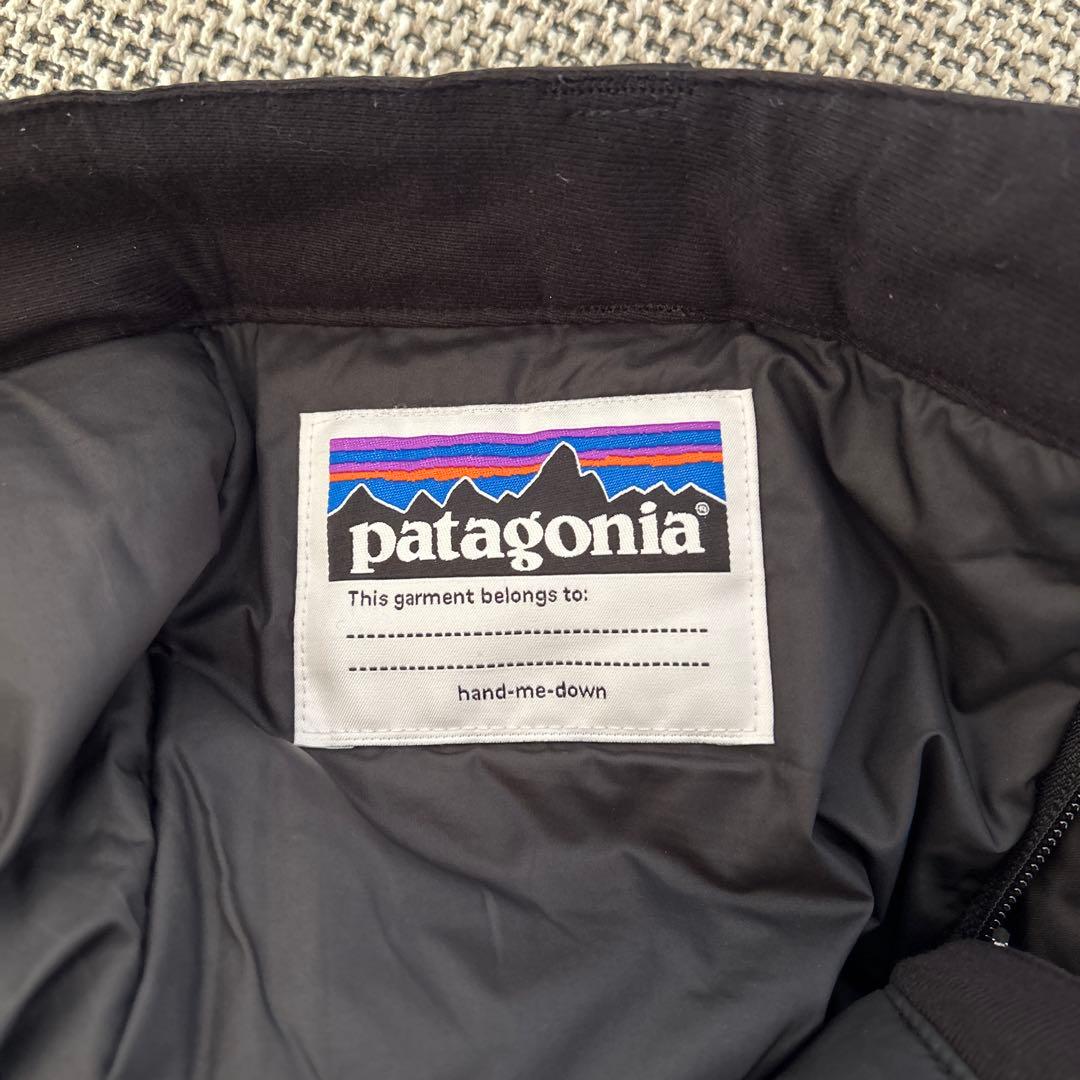 patagonia®
This garment belongs to:
hand-me-down